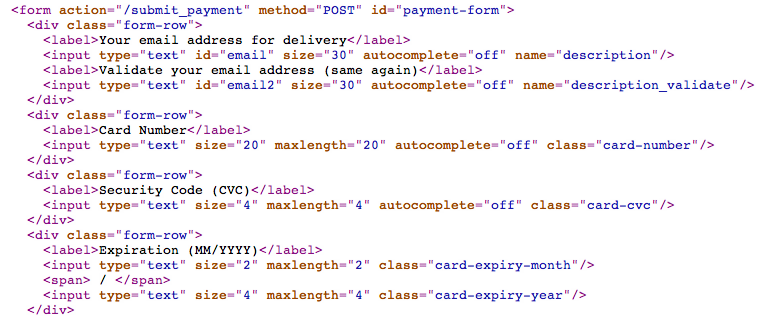 <form action="/submit_payment" method="POST" id="payment-form">
<div class="form-row">
<label>Your email address for delivery</label>
<input type="text" id="email" size="30" autocomplete="off" name="description"/>
<label>Validate your email address (same again)</label>
<input type="text" id="email2" size="30" autocomplete="off" name="description_validate"/>
</div>
<div class="form-row">
<label>Card Number</label>
<input type="text" size="20" maxlength="20" autocomplete="off" class="card-number"/>
</div>
<div class="form-row">
<label>Security Code (CVC)</label>
<input type="text" size="4" maxlength="4" autocomplete="off" class="card-cvc"/>
</div>
<div class="form-row">
<label>Expiration (MM/YYYY)</label>
<input type="text" size="2" maxlength="2" class="card-expiry-month"/>
<span> / </span>
<input type="text" size="4" maxlength="4" class="card-expiry-year"/>
</div>